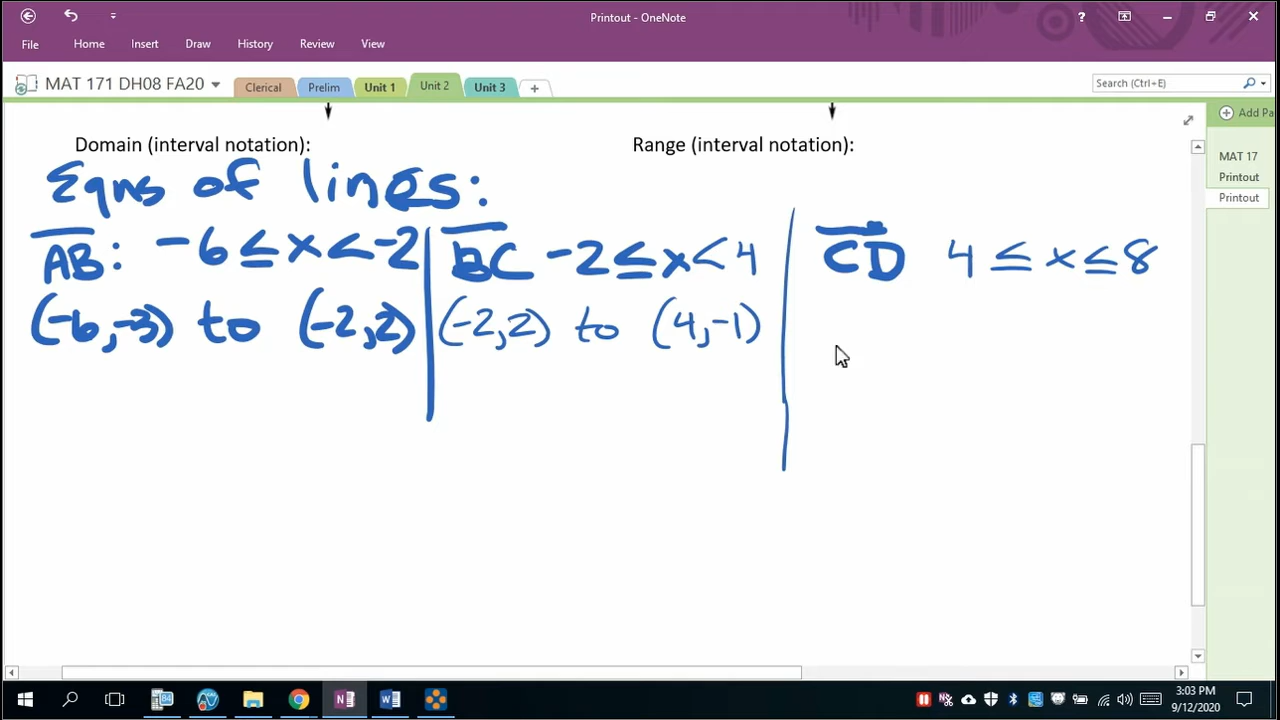 Printout - OneNote
?
File Home Insert Draw History Review View
MAT 171 DH08 FA20 Clerical Prelim Unit 1 Unit 2 Unit 3 + Search (Ctrl+E)
Domain (interval notation): Range (interval notation):
+ Add Pa
MAT 17
Printout
Printout
Eqns of lines:
AB: -6 ≤ x < -2
(-6,-3) to (-2,2)
BC -2 ≤ x < 4
(-2,2) to (4,-1)
CD 4 ≤ x ≤ 8
3:03 PM
9/12/2020